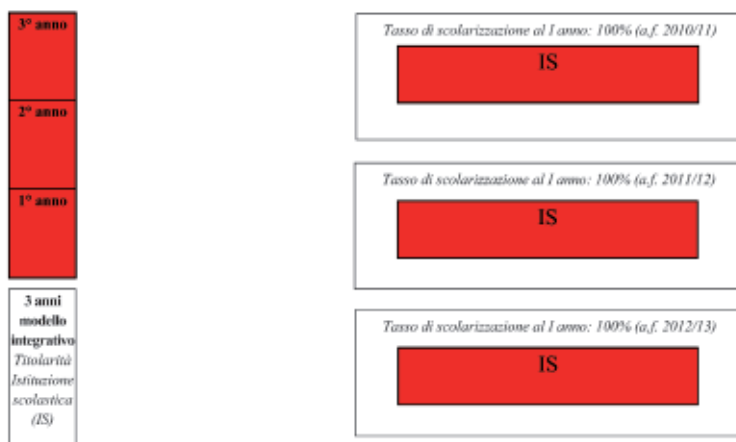 3° anno
2° anno
1° anno
3 anni
modello
integrativo
Titolarità
Istituzione
scolastica
(IS)
Tasso di scolarizzazione al I anno: 100% (a.f. 2010/11)
IS
Tasso di scolarizzazione al I anno: 100% (a.f. 2011/12)
IS
Tasso di scolarizzazione al I anno: 100% (a.f. 2012/13)
IS